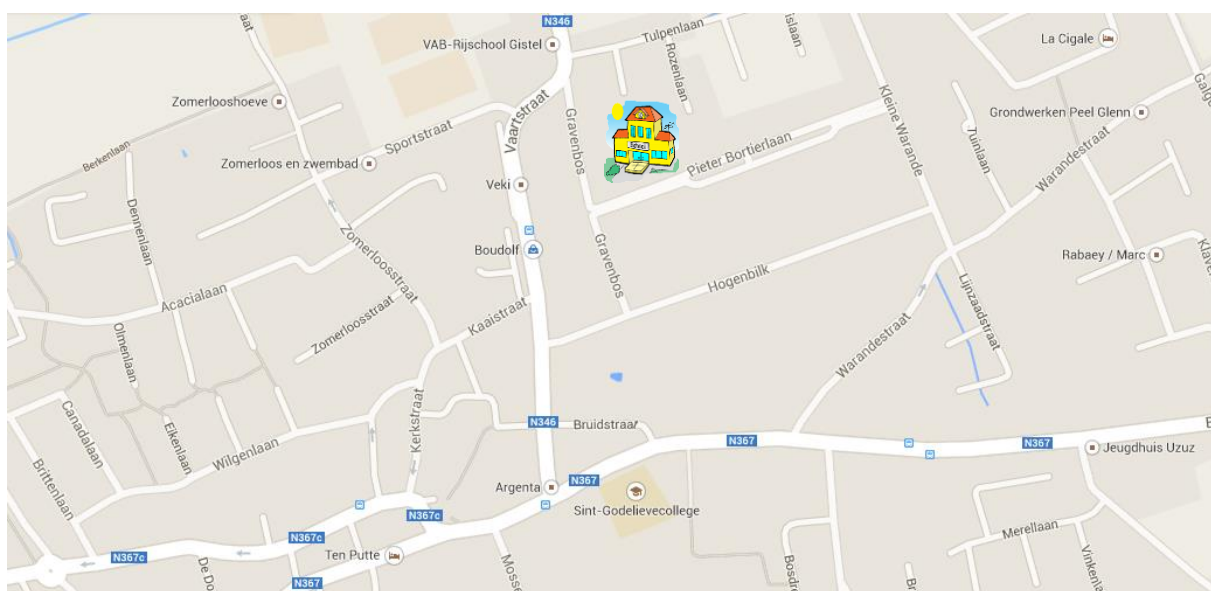 N346
VAB-Rijschool Gistel
Tulpenlaan
Rozenlaan
La Cigale
Zomerlooshoeve
Vaartstraat
Kleine Warande
Grondwerken Peel Glenn
Berkenlaan
Sportstraat
Gravenbos
School
Pieter Bortierlaan
Tuinlaan
Warandestraat
Zomerloos en zwembad
Veki
Dennenlaan
Zomerloosstraat
Boudolf
Gravenbos
Hogenbilk
Rabaey / Marc
Acacialaan
Kaaistraat
Lijnzaadstraat
Olmenlaan
Zomerloosstraat
Warandestraat
Canadalaan
Eikenlaan
Kerkstraat
N346
Bruidstraat
N367
N367
Jeugdhuis Uzuz
Wilgenlaan
Brittenlaan
Argenta
N367
Sint-Godelievecollege
N367c
Merellaan
N367c
Ten Putte
N367